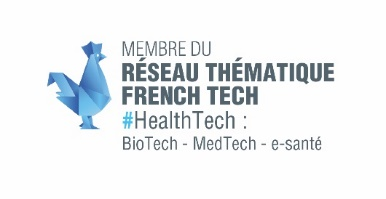 MEMBRE DU
RÉSEAU THÉMATIQUE
FRENCH TECH
#HealthTech :
BioTech - MedTech - e-santé